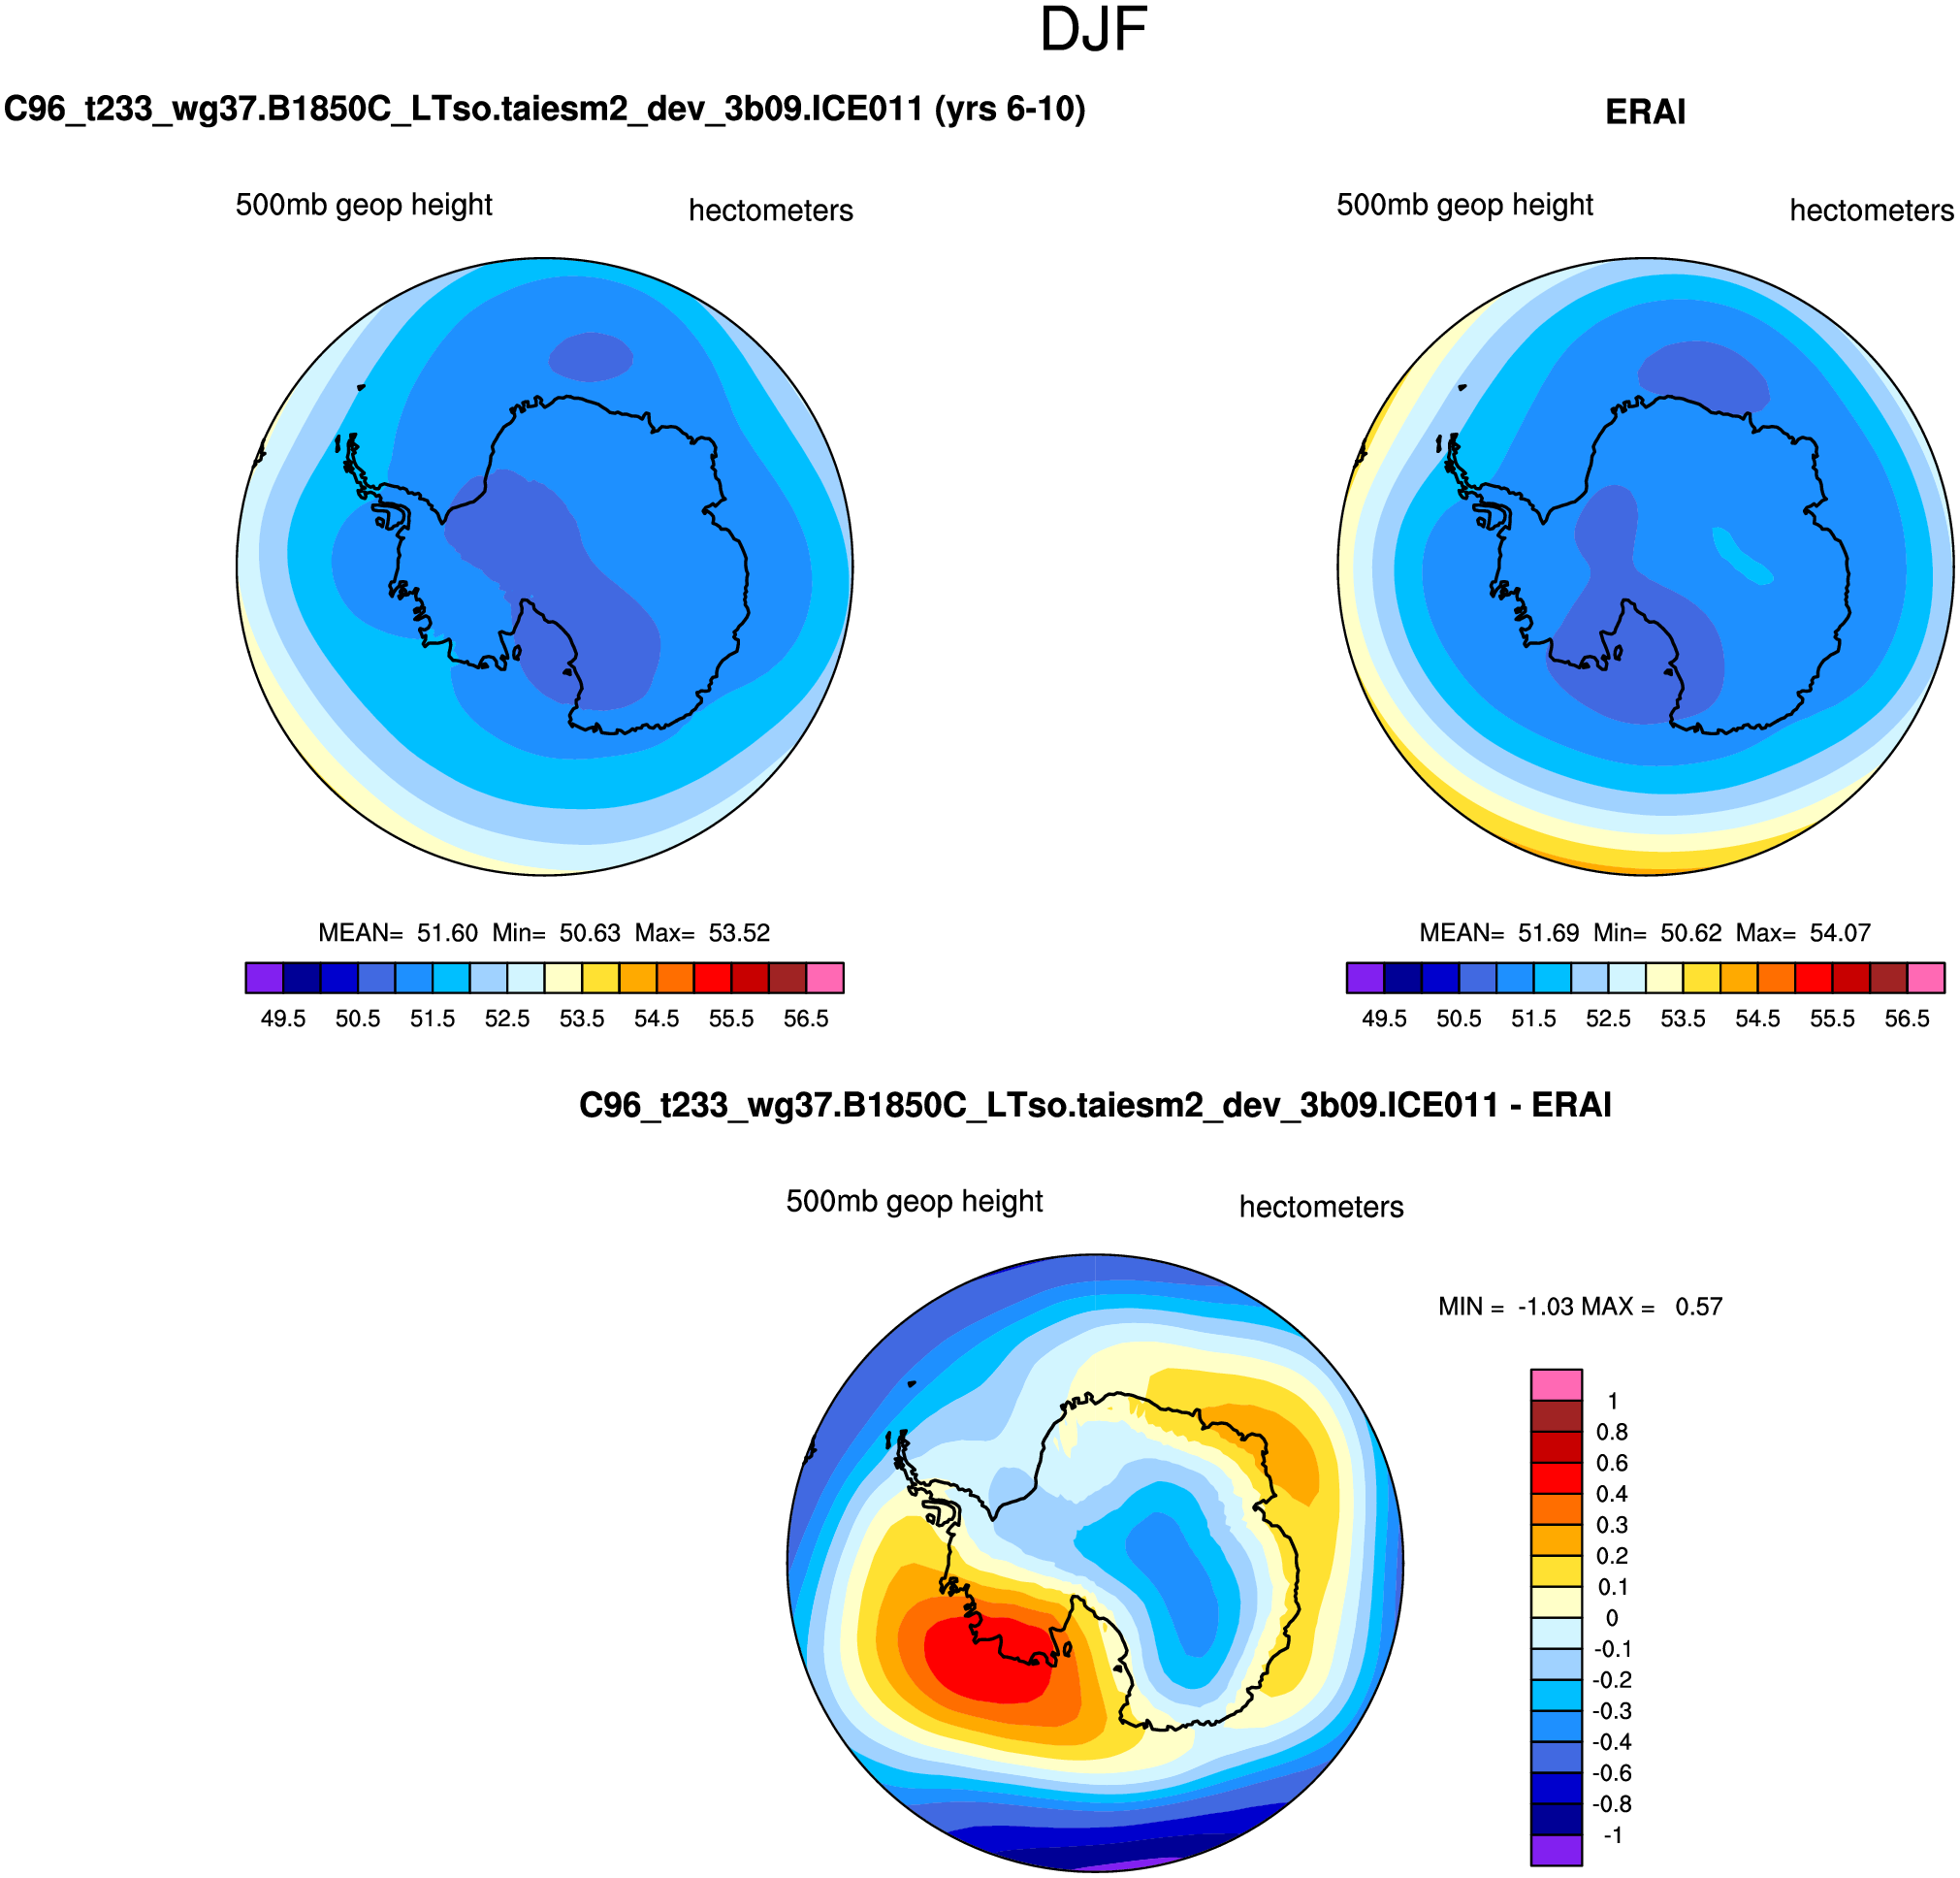 DJF
C96_t233_wg37.B1850C_LTso.taiesm2_dev_3b09.ICE011 (yrs 6-10)
ERAI
500mb geop height hectometers
500mb geop height hectometers
MEAN= 51.60 Min= 50.63 Max= 53.52
MEAN= 51.69 Min= 50.62 Max= 54.07
49.5 50.5 51.5 52.5 53.5 54.5 55.5 56.5
49.5 50.5 51.5 52.5 53.5 54.5 55.5 56.5
C96_t233_wg37.B1850C_LTso.taiesm2_dev_3b09.ICE011 - ERAI
500mb geop height hectometers
MIN = -1.03 MAX = 0.57
1
0.8
0.6
0.4
0.3
0.2
0.1
0
-0.1
-0.2
-0.3
-0.4
-0.6
-0.8
-1